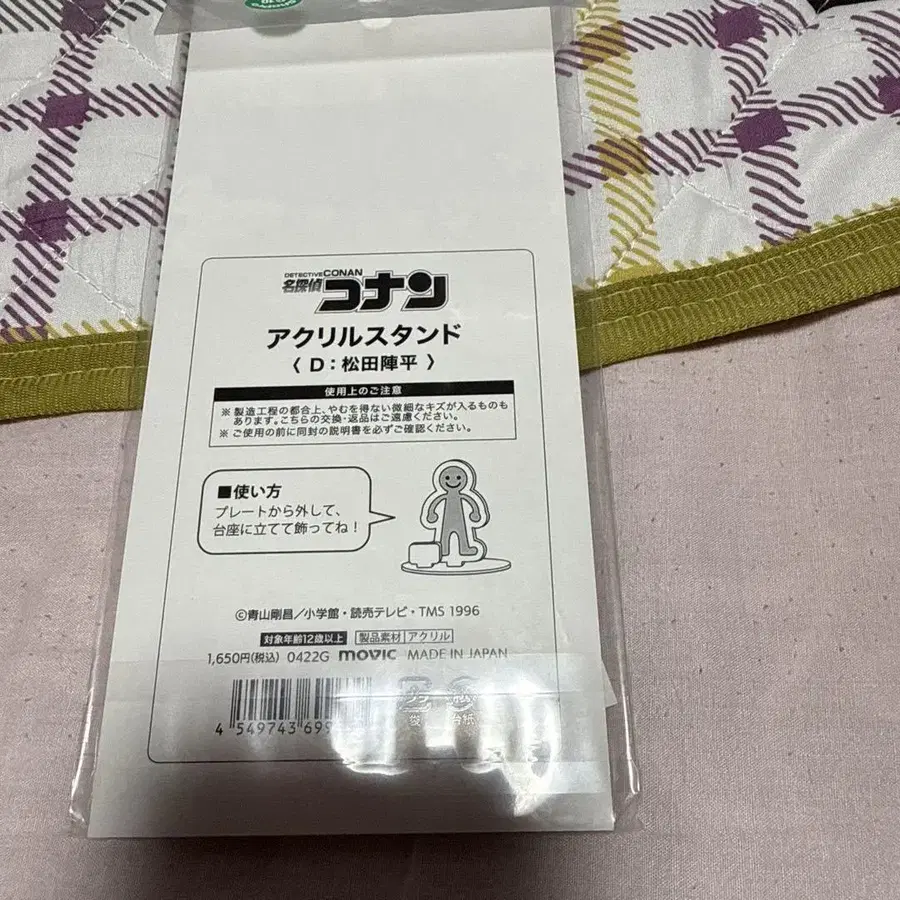 DETECTIVE CONAN
名探偵コナン
アクリルスタンド
〈 D：松田陣平 〉
使用上のご注意
※ 製造工程の都合上、やむを得ない微細なキズが入るものも
あります。こちらの交換・返品はご遠慮ください。
※ ご使用の前に同封の説明書を必ずご確認ください。
■使い方
プレートから外して、
台座に立てて飾ってね！
©青山剛昌／小学館・読売テレビ・TMS 1996
対象年齢12歳以上 製品素材 アクリル
1,650円(税込) 0422G movic MADE IN JAPAN
プラ
袋 台紙
4 549743 699